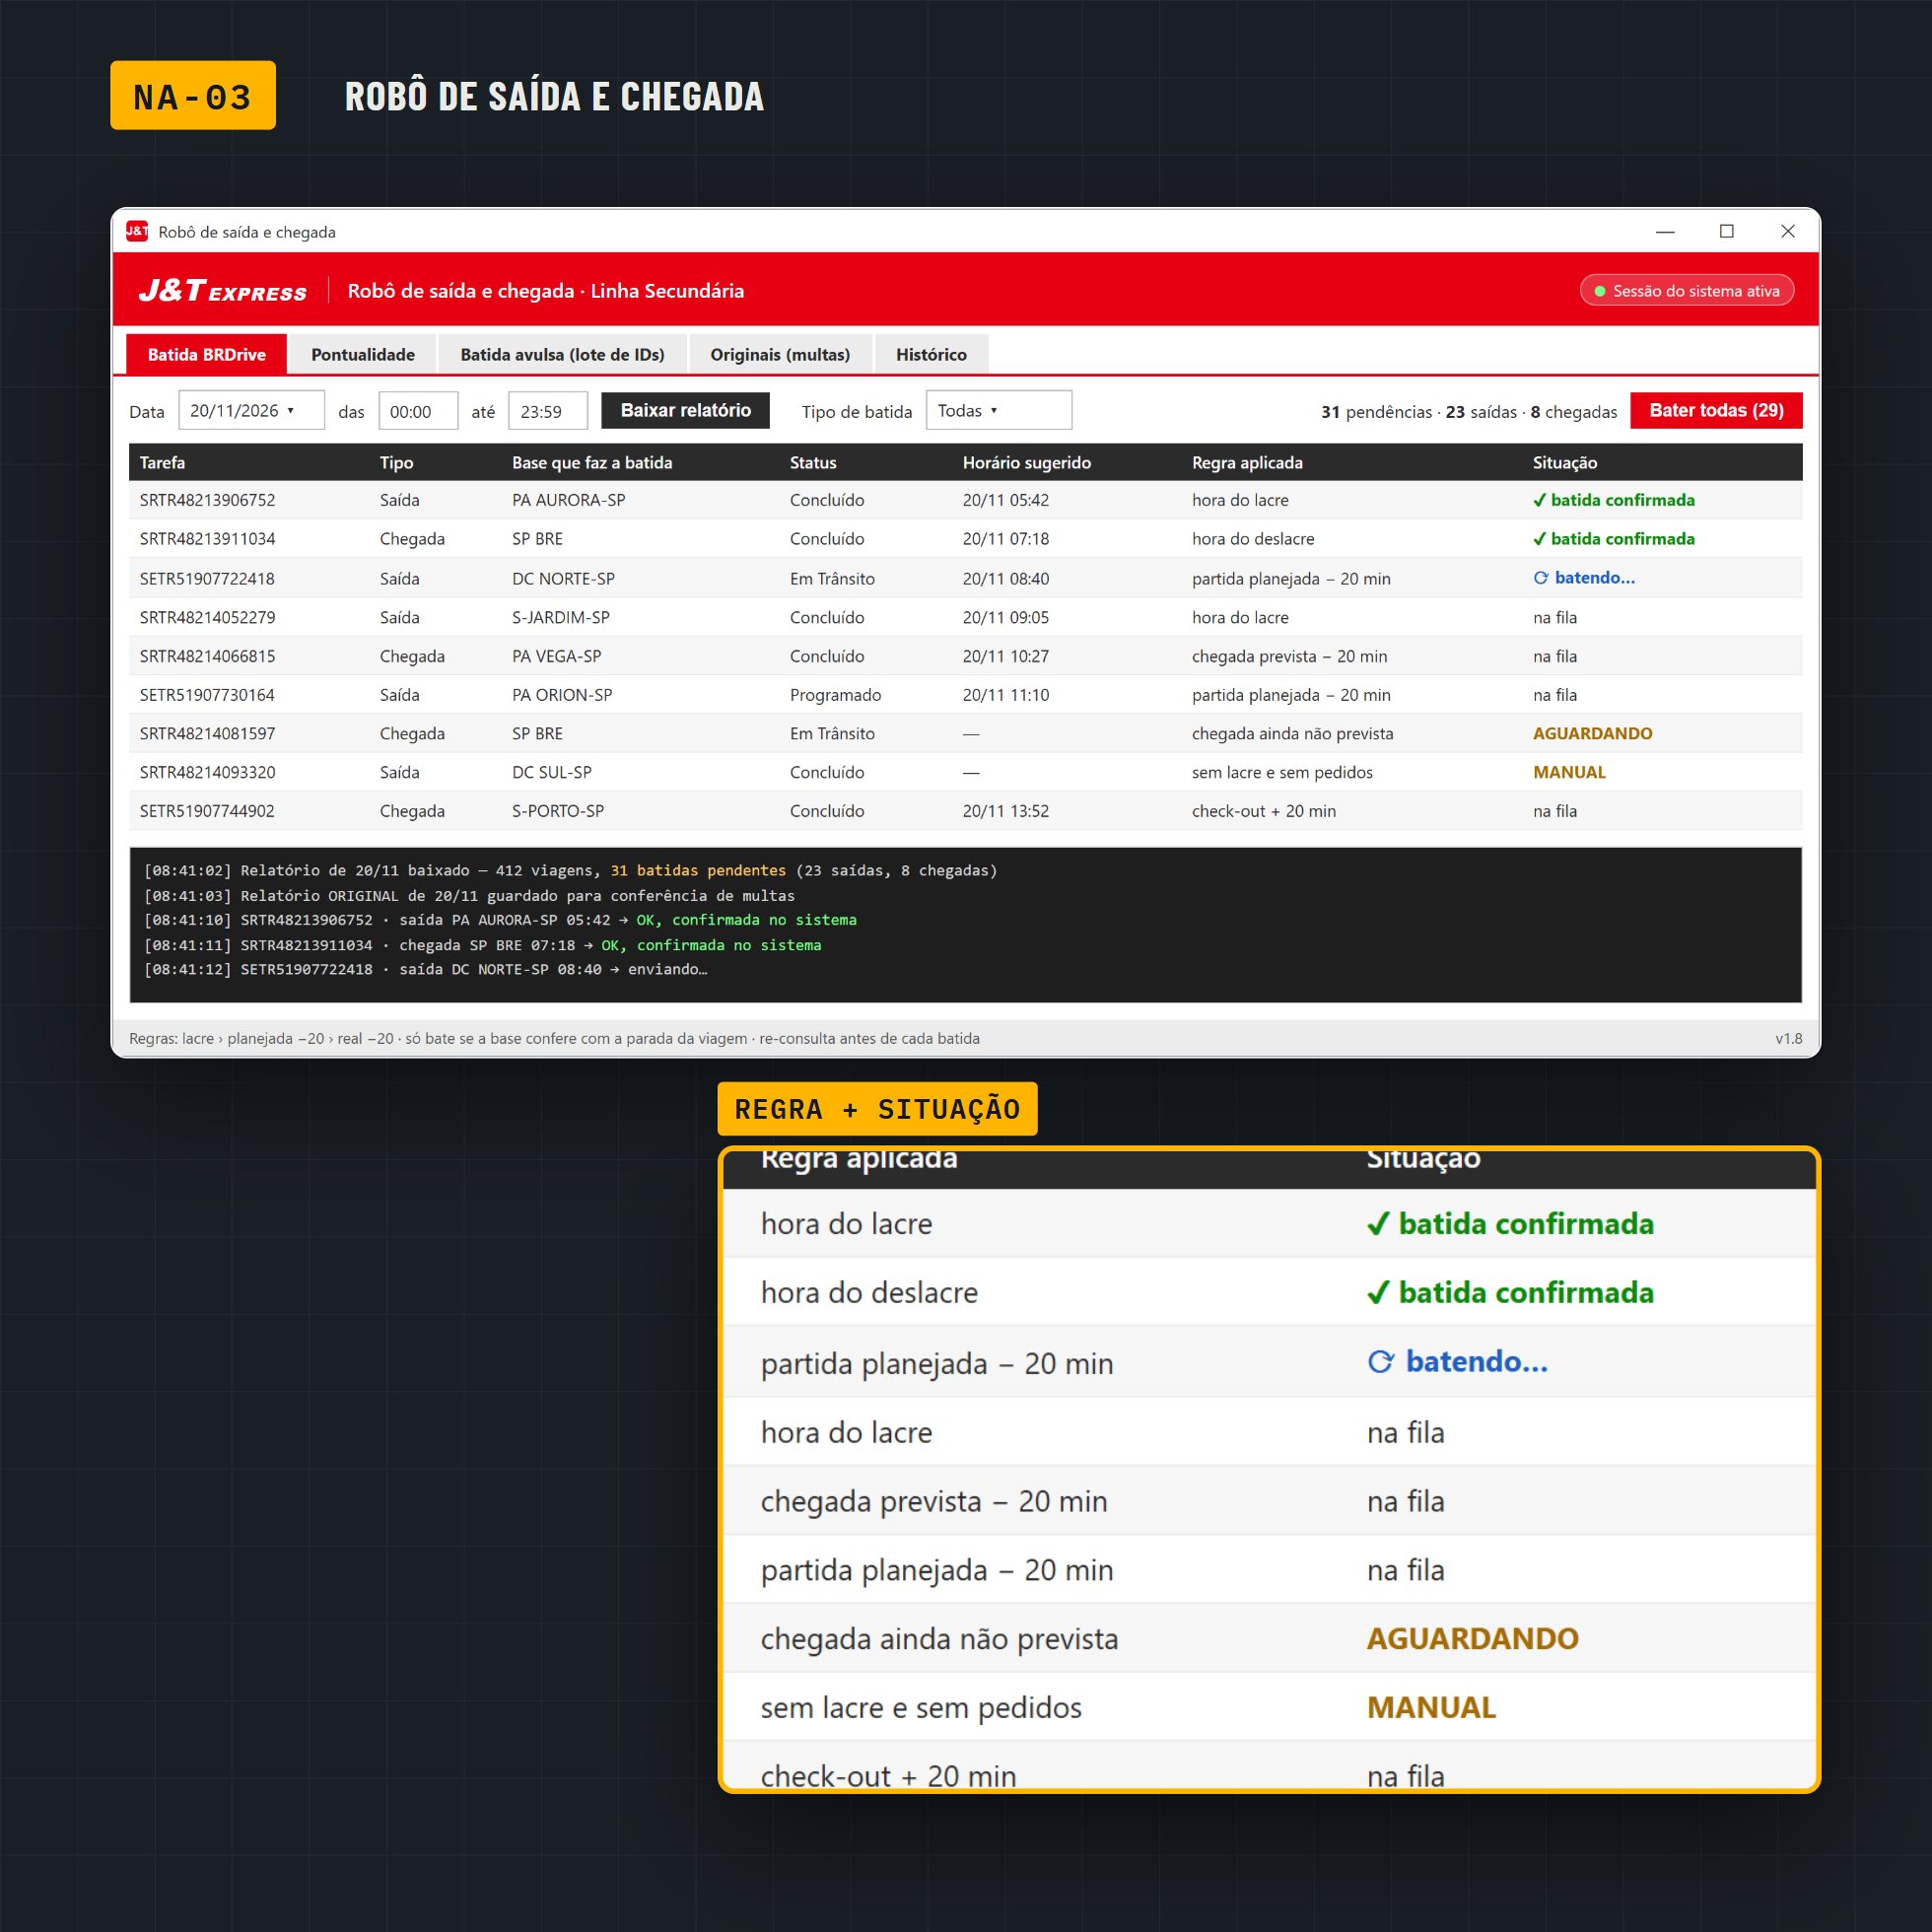 NA-03 ROBÔ DE SAÍDA E CHEGADA
J&T Robô de saída e chegada
J&T EXPRESS Robô de saída e chegada · Linha Secundária Sessão do sistema ativa
Batida BRDrive Pontualidade Batida avulsa (lote de IDs) Originais (multas) Histórico
Data 20/11/2026 das 00:00 até 23:59 Baixar relatório Tipo de batida Todas 31 pendências · 23 saídas · 8 chegadas Bater todas (29)
Tarefa Tipo Base que faz a batida Status Horário sugerido Regra aplicada Situação
SRTR48213906752 Saída PA AURORA-SP Concluído 20/11 05:42 hora do lacre ✓ batida confirmada
SRTR48213911034 Chegada SP BRE Concluído 20/11 07:18 hora do deslacre ✓ batida confirmada
SETR51907722418 Saída DC NORTE-SP Em Trânsito 20/11 08:40 partida planejada − 20 min ⟳ batendo…
SRTR48214052279 Saída S-JARDIM-SP Concluído 20/11 09:05 hora do lacre na fila
SRTR48214066815 Chegada PA VEGA-SP Concluído 20/11 10:27 chegada prevista − 20 min na fila
SETR51907730164 Saída PA ORION-SP Programado 20/11 11:10 partida planejada − 20 min na fila
SRTR48214081597 Chegada SP BRE Em Trânsito — chegada ainda não prevista AGUARDANDO
SRTR48214093320 Saída DC SUL-SP Concluído — sem lacre e sem pedidos MANUAL
SETR51907744902 Chegada S-PORTO-SP Concluído 20/11 13:52 check-out + 20 min na fila
[08:41:02] Relatório de 20/11 baixado — 412 viagens, 31 batidas pendentes (23 saídas, 8 chegadas)
[08:41:03] Relatório ORIGINAL de 20/11 guardado para conferência de multas
[08:41:10] SRTR48213906752 · saída PA AURORA-SP 05:42 → OK, confirmada no sistema
[08:41:11] SRTR48213911034 · chegada SP BRE 07:18 → OK, confirmada no sistema
[08:41:12] SETR51907722418 · saída DC NORTE-SP 08:40 → enviando…
Regras: lacre › planejada −20 › real −20 · só bate se a base confere com a parada da viagem · re-consulta antes de cada batida v1.8
REGRA + SITUAÇÃO
Regra aplicada Situação
hora do lacre ✓ batida confirmada
hora do deslacre ✓ batida confirmada
partida planejada − 20 min ⟳ batendo…
hora do lacre na fila
chegada prevista − 20 min na fila
partida planejada − 20 min na fila
chegada ainda não prevista AGUARDANDO
sem lacre e sem pedidos MANUAL
check-out + 20 min na fila